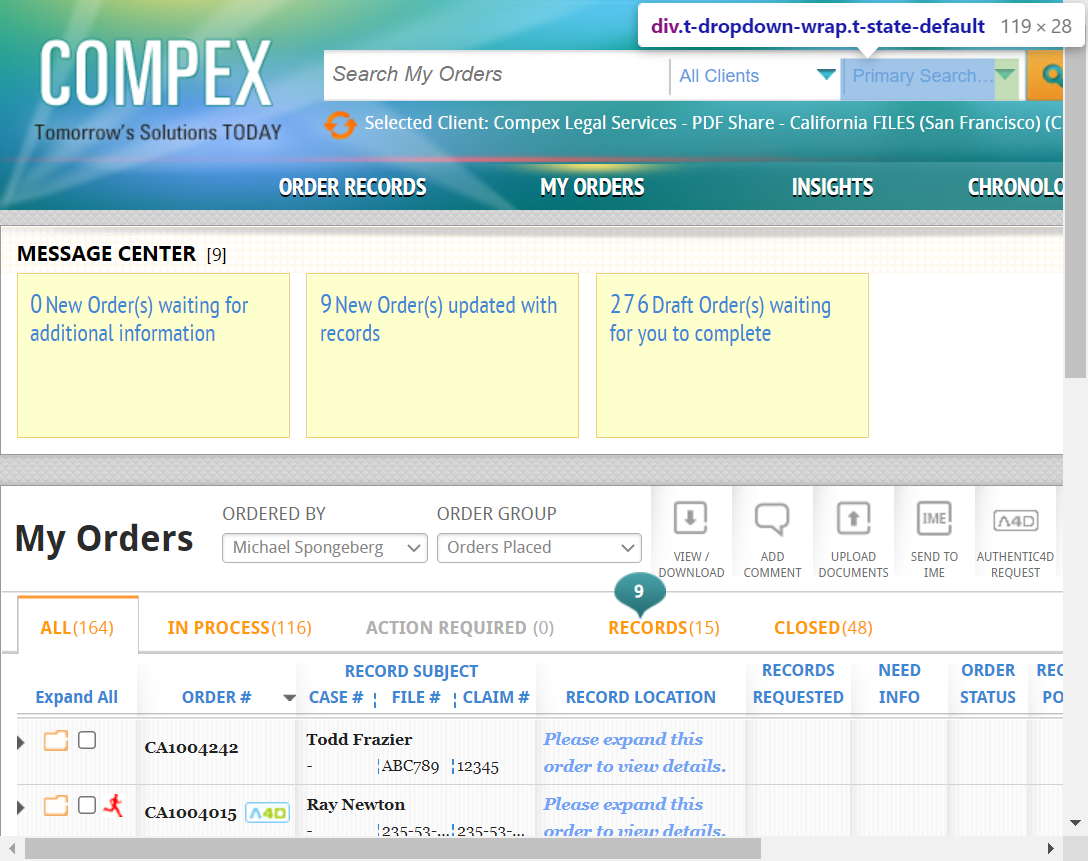 div.t-dropdown-wrap.t-state-default 119 × 28
COMPEX
Tomorrow's Solutions TODAY
Search My Orders
All Clients
Primary Search...
Selected Client: Compex Legal Services - PDF Share - California FILES (San Francisco) (C
ORDER RECORDS MY ORDERS INSIGHTS CHRONOLO
MESSAGE CENTER [9]
0 New Order(s) waiting for
additional information
9 New Order(s) updated with
records
276 Draft Order(s) waiting
for you to complete
My Orders
ORDERED BY
Michael Spongeberg
ORDER GROUP
Orders Placed
VIEW /
DOWNLOAD
ADD
COMMENT
UPLOAD
DOCUMENTS
IME
SEND TO
IME
A4D
AUTHENTIC4D
REQUEST
9
ALL(164) IN PROCESS(116) ACTION REQUIRED (0) RECORDS(15) CLOSED(48)
Expand All
ORDER #
RECORD SUBJECT
CASE # ¦ FILE # ¦ CLAIM #
RECORD LOCATION
RECORDS
REQUESTED
NEED
INFO
ORDER
STATUS
REC
PO
CA1004242
Todd Frazier
- ¦ABC789 ¦12345
Please expand this
order to view details.
CA1004015 A4D
Ray Newton
- ¦235-53-... ¦235-53-...
Please expand this
order to view details.